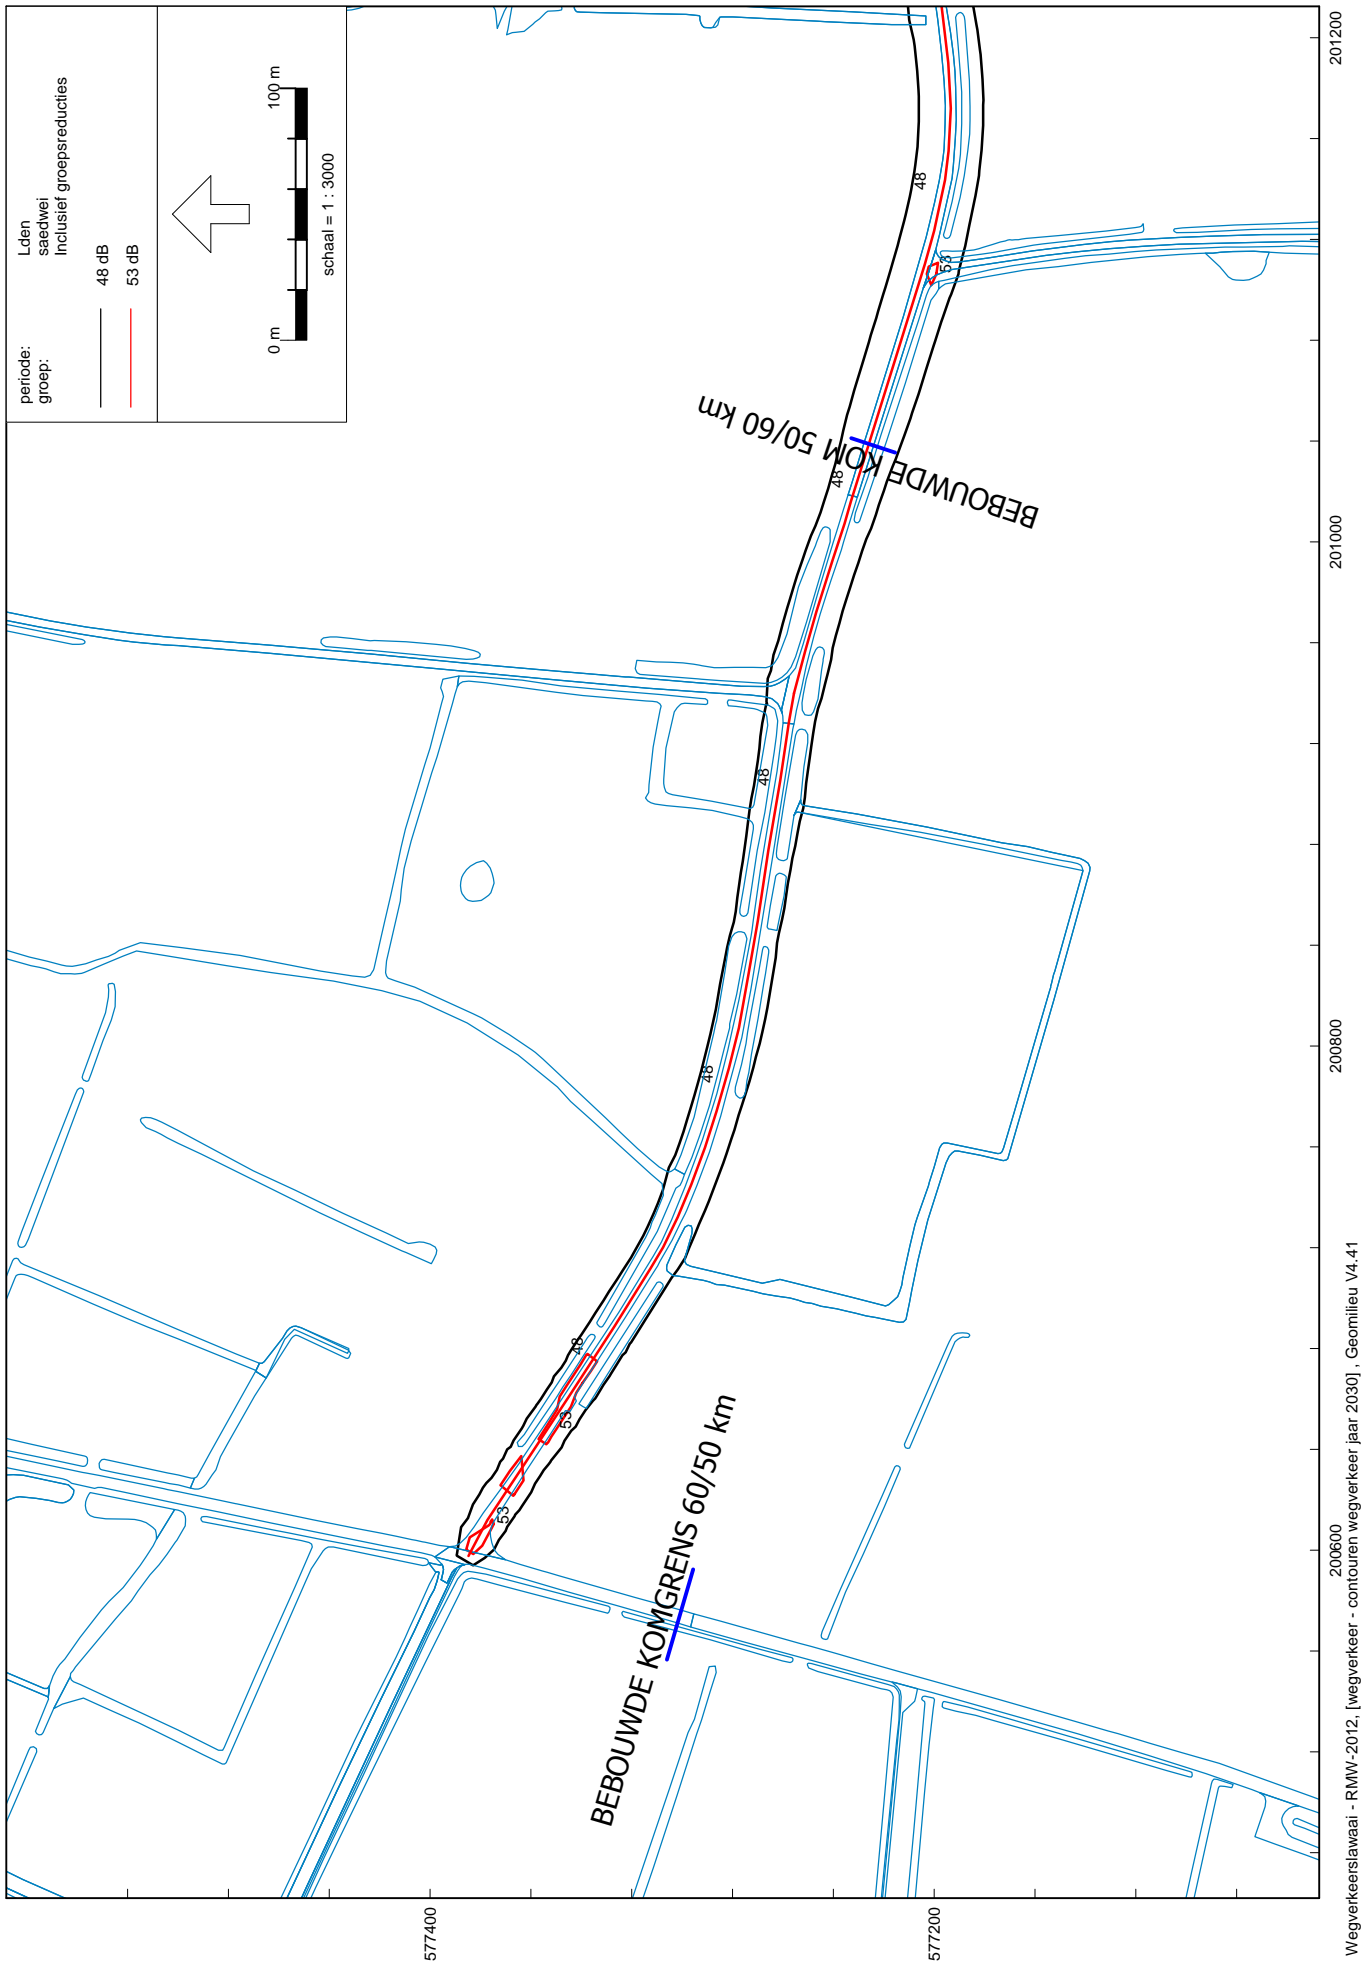 periode:
Lden
groep:
saedwei
Inclusief groepsreducties
48 dB
53 dB
0 m
100 m
schaal = 1 : 3000
577400
577200
200600
200800
201000
201200
53
53
48
48
48
48
53
48
BEBOUWDE KOMGRENS 60/50 km
BEBOUWDE KOM 50/60 km
Wegverkeerslawaai - RMW-2012, [wegverkeer - contouren wegverkeer jaar 2030] , Geomilieu V4.41